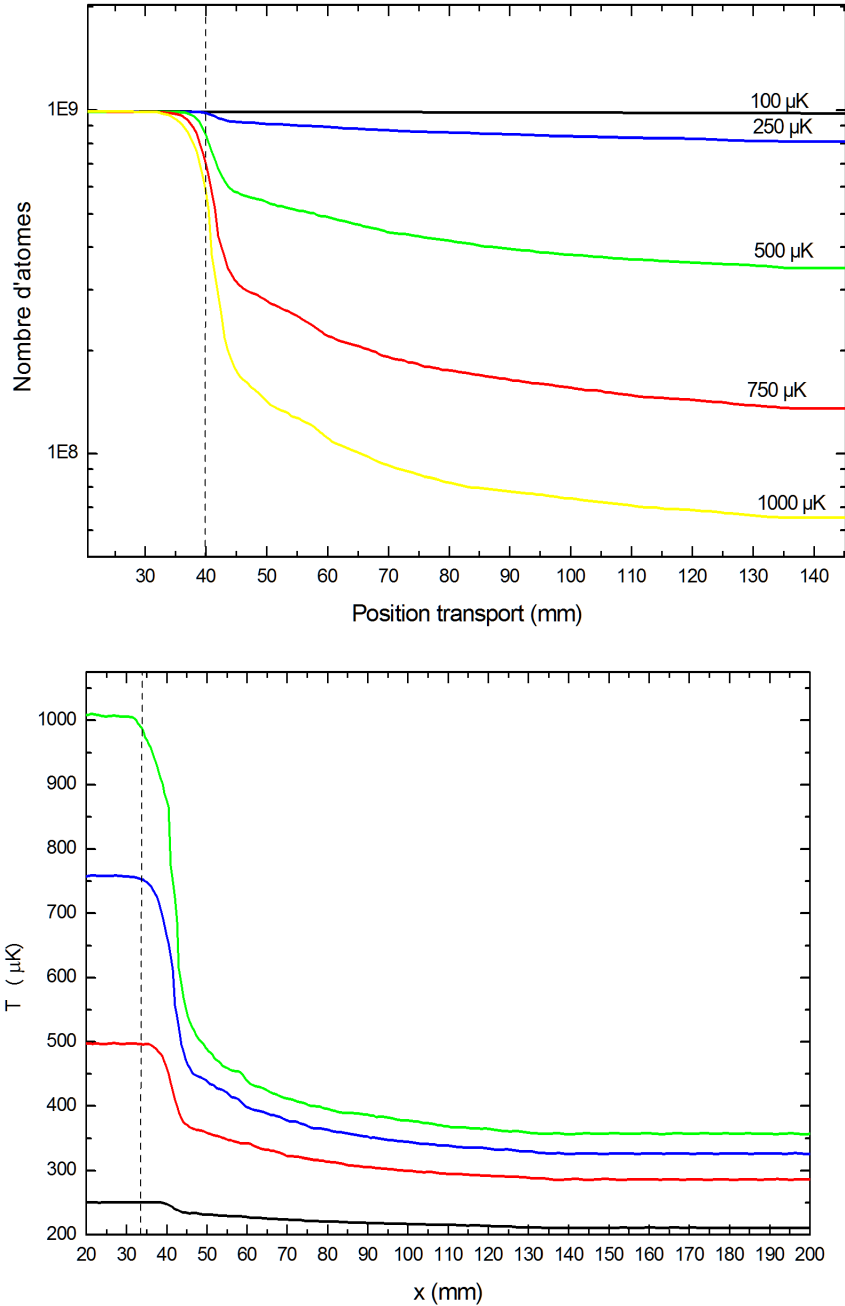 1E9
1E8
Nombre d'atomes
100 µK
250 µK
500 µK
750 µK
1000 µK
30 40 50 60 70 80 90 100 110 120 130 140
Position transport (mm)
1000
900
800
700
600
500
400
300
200
T ( µK)
20 30 40 50 60 70 80 90 100 110 120 130 140 150 160 170 180 190 200
x (mm)